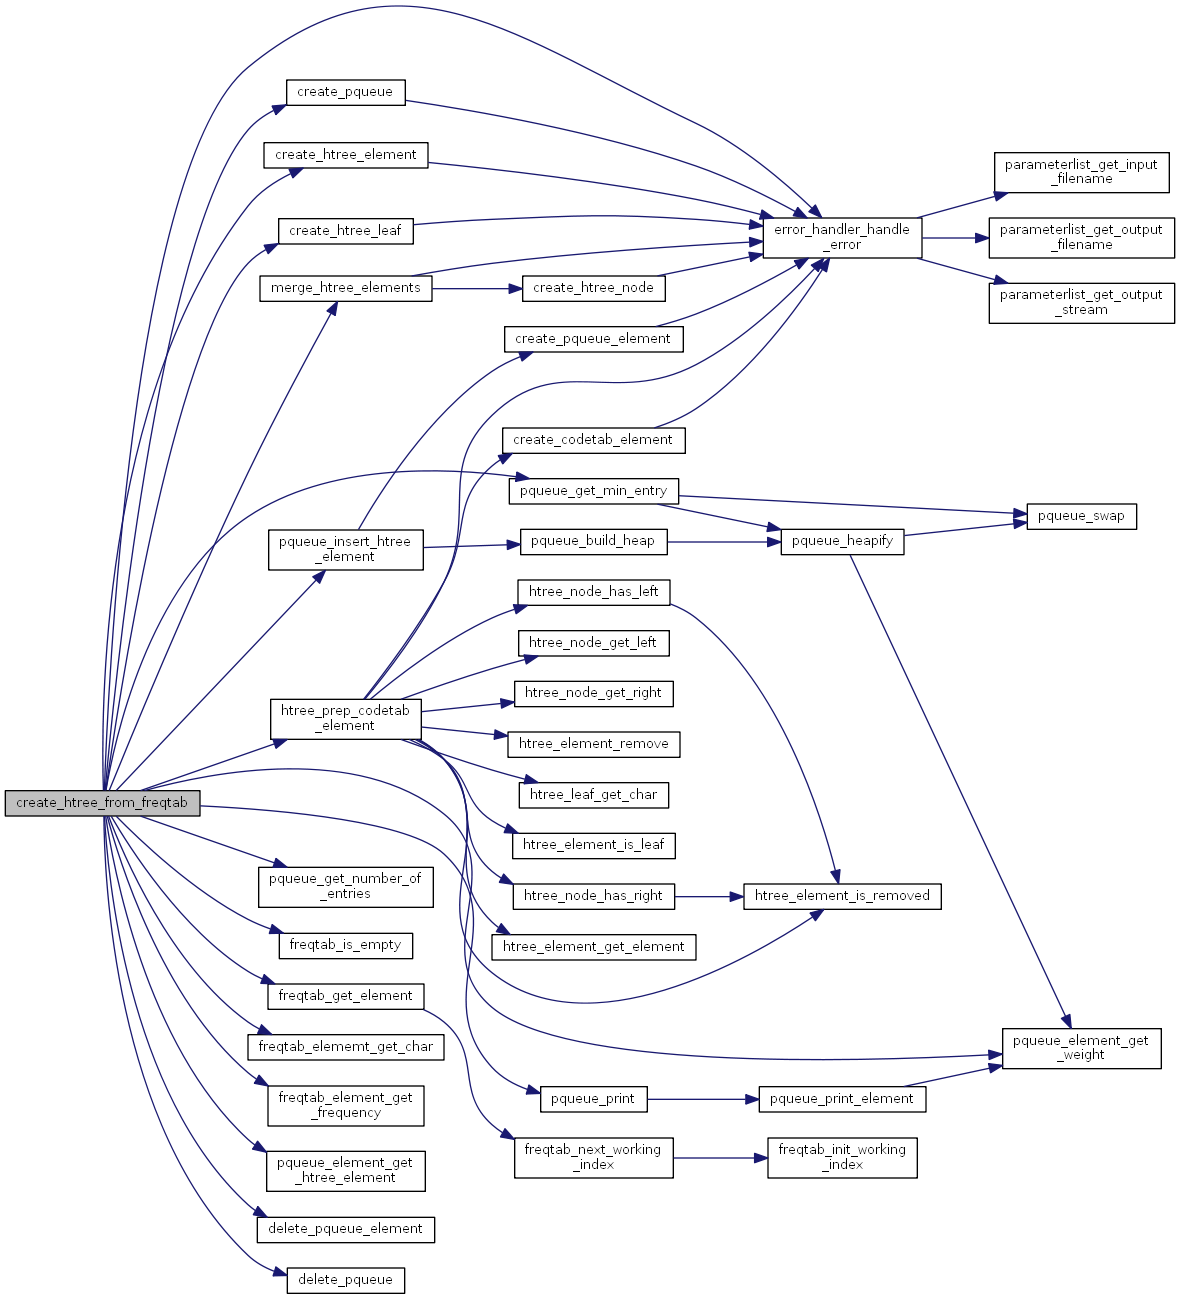 create_pqueue
create_htree_element
parameterlist_get_input
_filename
create_htree_leaf
error_handler_handle
_error
parameterlist_get_output
_filename
merge_htree_elements
create_htree_node
parameterlist_get_output
_stream
create_pqueue_element
create_codetab_element
pqueue_get_min_entry
pqueue_swap
pqueue_insert_htree
_element
pqueue_build_heap
pqueue_heapify
htree_node_has_left
htree_node_get_left
htree_node_get_right
htree_prep_codetab
_element
htree_element_remove
htree_leaf_get_char
create_htree_from_freqtab
htree_element_is_leaf
pqueue_get_number_of
_entries
htree_node_has_right
htree_element_is_removed
freqtab_is_empty
htree_element_get_element
freqtab_get_element
freqtab_elememt_get_char
pqueue_element_get
_weight
freqtab_element_get
_frequency
pqueue_print
pqueue_print_element
pqueue_element_get
_htree_element
freqtab_next_working
_index
freqtab_init_working
_index
delete_pqueue_element
delete_pqueue